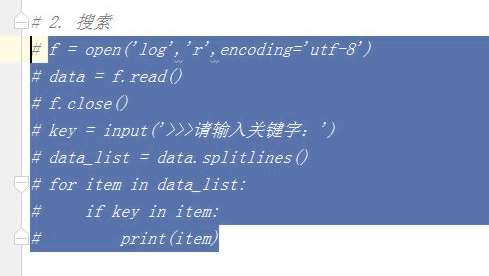 # 2. 搜索
# f = open('log','r',encoding='utf-8')
# data = f.read()
# f.close()
# key = input('>>>请输入关键字：')
# data_list = data.splitlines()
# for item in data_list:
#     if key in item:
#         print(item)